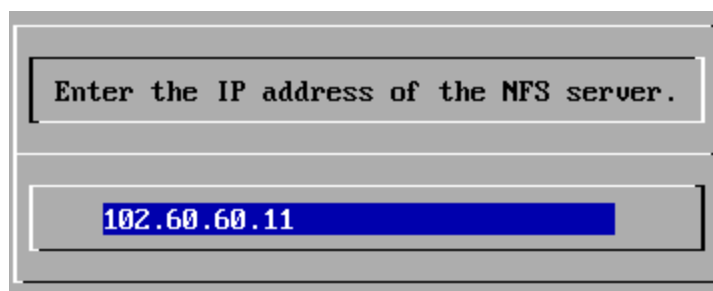 Enter the IP address of the NFS server.
102.60.60.11